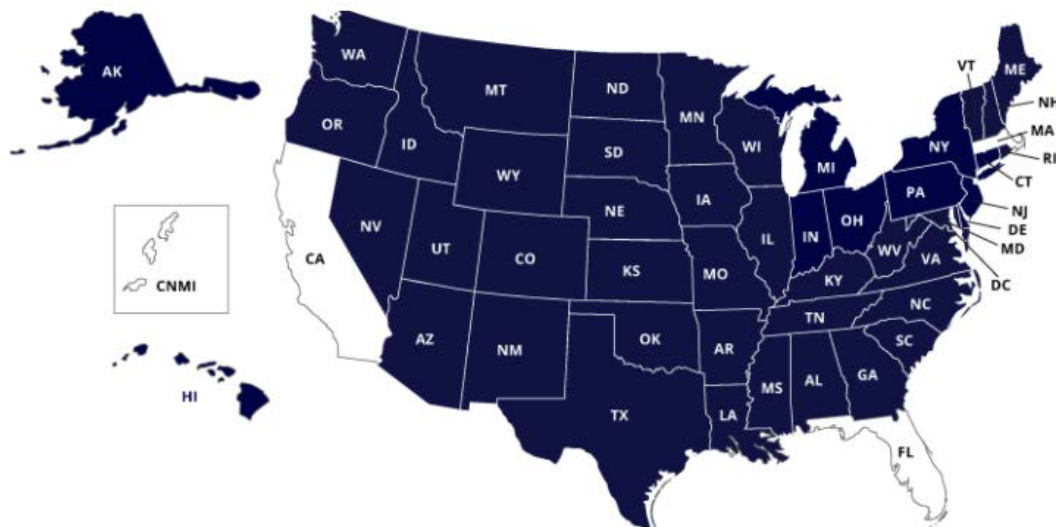 VT
ME
WA
AK
MT
ND
MN
NH
OR
MA
ID
SD
WI
NY
RI
MI
WY
CT
PA
IA
NE
NJ
OH
NV
DE
IL
IN
UT
WV
MD
CA
CO
VA
KS
MO
DC
CNMI
KY
NC
TN
AZ
OK
SC
NM
AR
GA
MS
AL
HI
TX
LA
FL